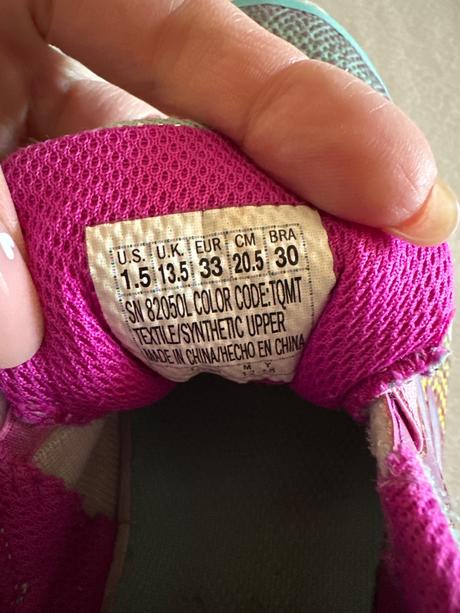 U.S. U.K. EUR CM BRA
1.5 13.5 33 20.5 30
SN 82050L COLOR CODE:TQMT
TEXTILE/SYNTHETIC UPPER
MADE IN CHINA/HECHO EN CHINA
M Y